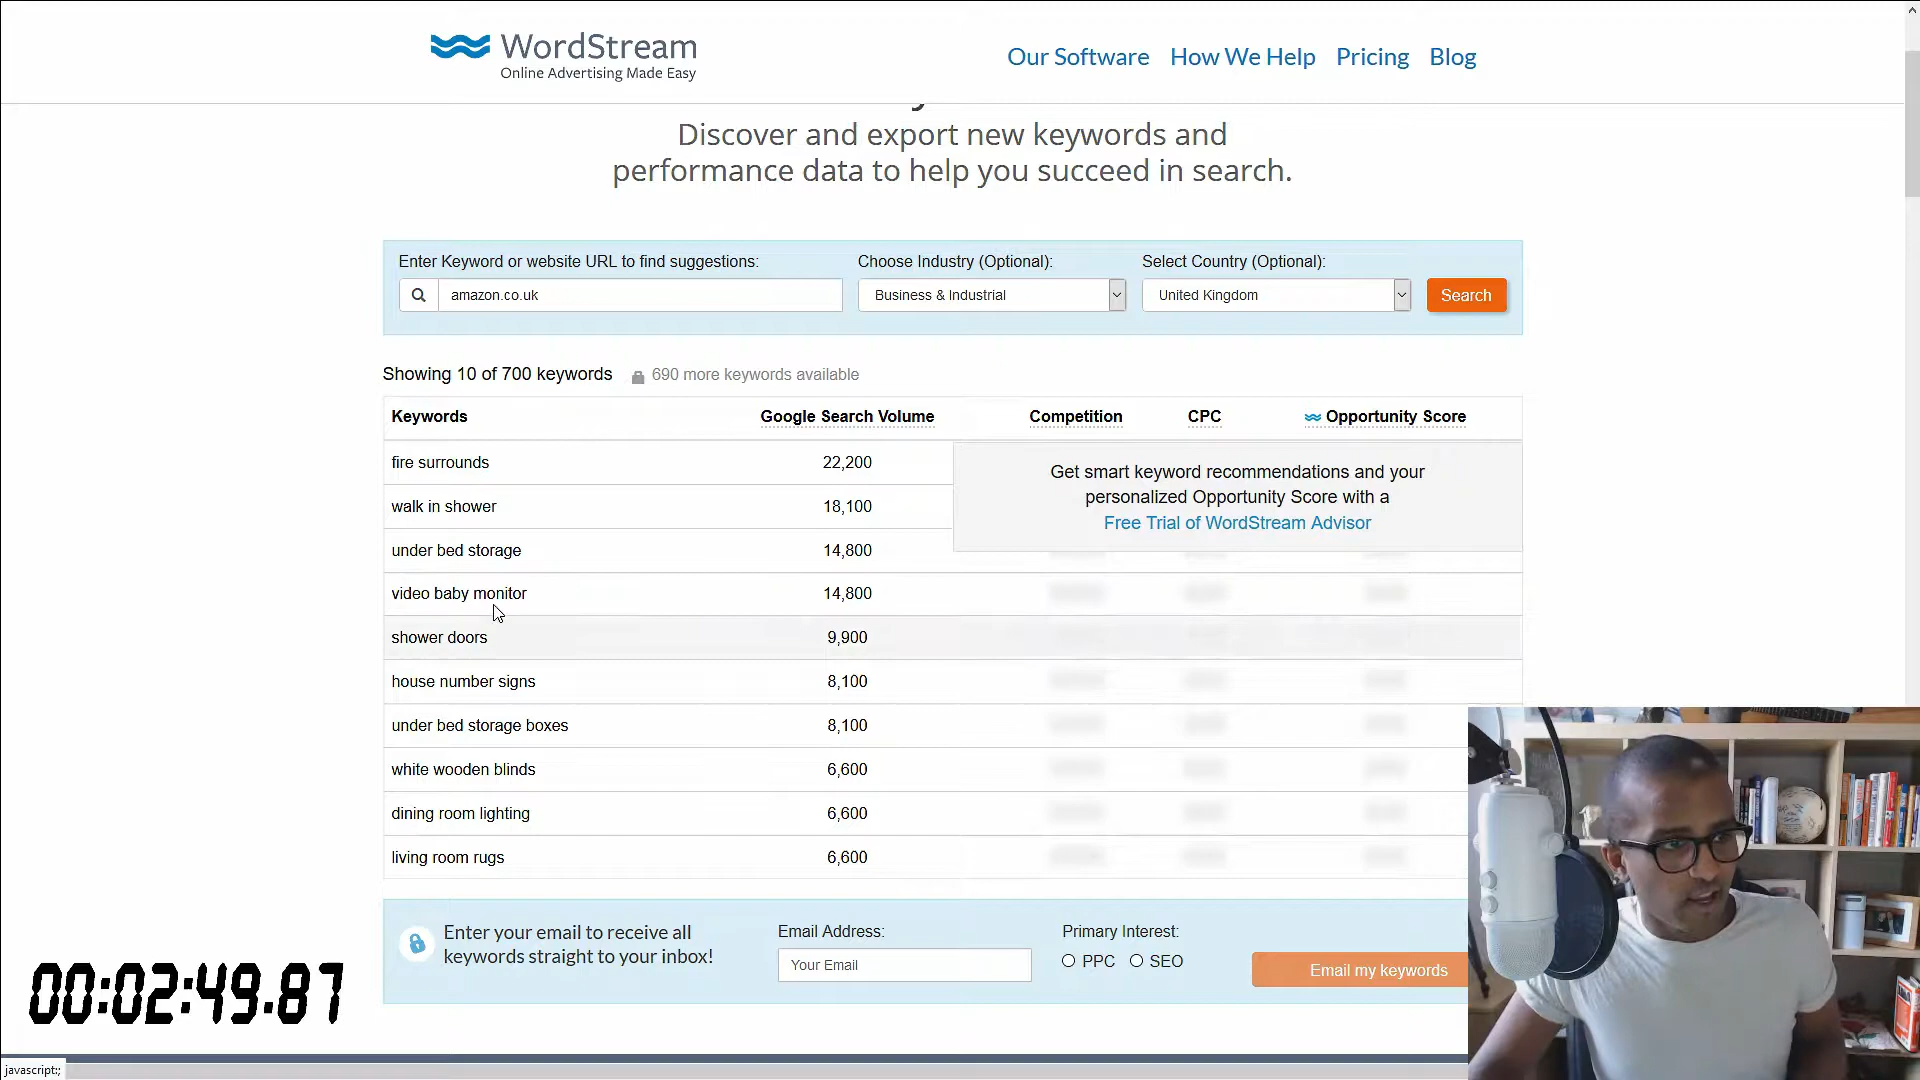 WordStream
Online Advertising Made Easy
Our Software How We Help Pricing Blog
Discover and export new keywords and
performance data to help you succeed in search.
Enter Keyword or website URL to find suggestions: Choose Industry (Optional): Select Country (Optional):
amazon.co.uk Business & Industrial United Kingdom Search
Showing 10 of 700 keywords 690 more keywords available
Keywords Google Search Volume Competition CPC Opportunity Score
fire surrounds 22,200
Get smart keyword recommendations and your
personalized Opportunity Score with a
Free Trial of WordStream Advisor
walk in shower 18,100
under bed storage 14,800
video baby monitor 14,800
shower doors 9,900
house number signs 8,100
under bed storage boxes 8,100
white wooden blinds 6,600
dining room lighting 6,600
living room rugs 6,600
Enter your email to receive all
keywords straight to your inbox!
Email Address: Primary Interest:
Your Email PPC SEO Email my keywords
00:02:49.87
javascript:;